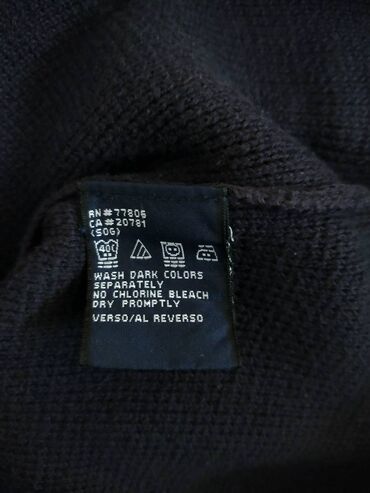 RN#77806
CA#20781
(SOG)
40
WASH DARK COLORS
SEPARATELY
NO CHLORINE BLEACH
DRY PROMPTLY
VERSO/AL REVERSO